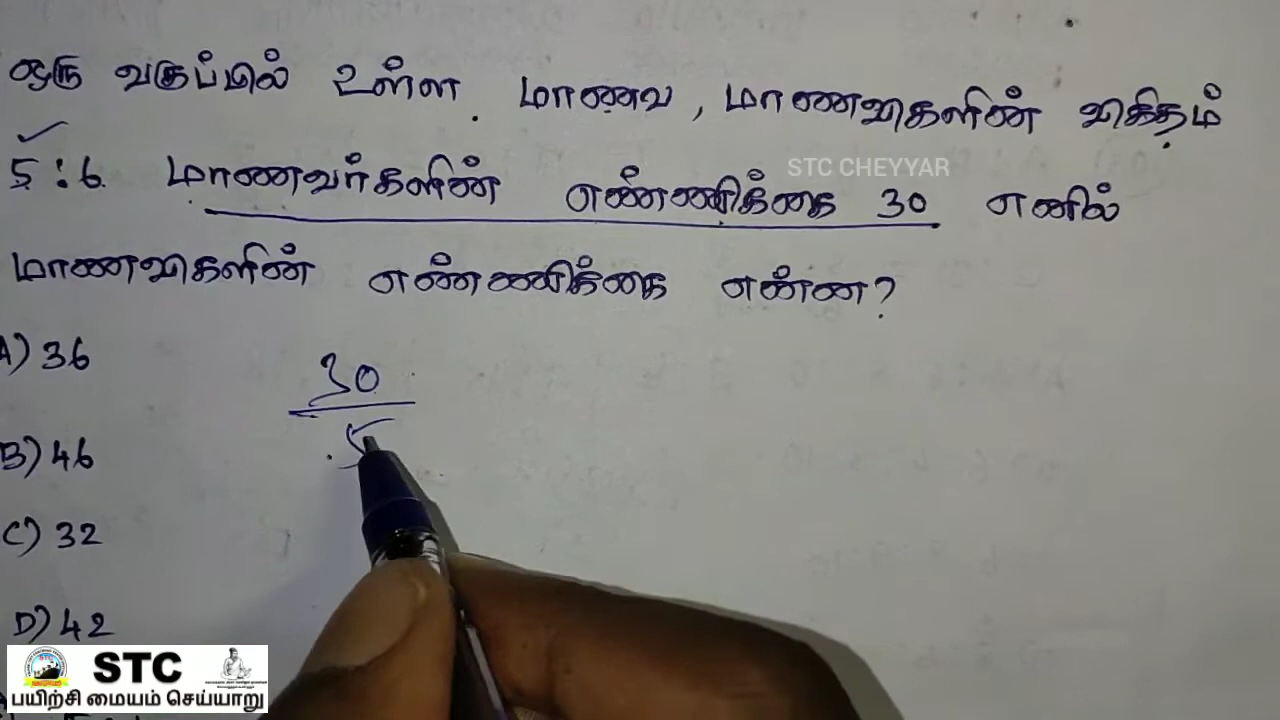 ஒரு வகுப்பில் உள்ள மாணவ, மாணவிகளின் விகிதம்
5:6. மாணவர்களின் எண்ணிக்கை 30 எனில்
STC CHEYYAR
மாணவிகளின் எண்ணிக்கை என்ன?
A) 36
30
5
B) 46
C) 32
D) 42
STC
பயிற்சி மையம் செய்யாறு